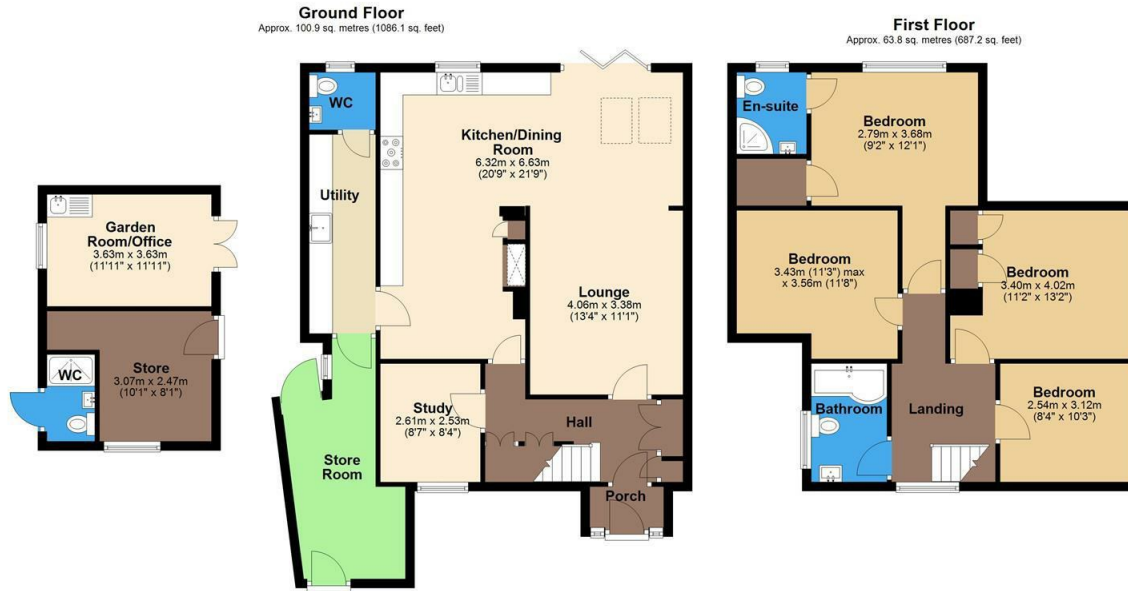 Ground Floor
Approx. 100.9 sq. metres (1086.1 sq. feet)
First Floor
Approx. 63.8 sq. metres (687.2 sq. feet)
WC
Kitchen/Dining
Room
6.32m x 6.63m
(20'9" x 21'9")
Utility
Garden
Room/Office
3.63m x 3.63m
(11'11" x 11'11")
Lounge
4.06m x 3.38m
(13'4" x 11'1")
Store
3.07m x 2.47m
(10'1" x 8'1")
WC
Study
2.61m x 2.53m
(8'7" x 8'4")
Hall
Store
Room
Porch
En-suite
Bedroom
2.79m x 3.68m
(9'2" x 12'1")
Bedroom
3.43m (11'3") max
x 3.56m (11'8")
Bedroom
3.40m x 4.02m
(11'2" x 13'2")
Bathroom
Landing
Bedroom
2.54m x 3.12m
(8'4" x 10'3")